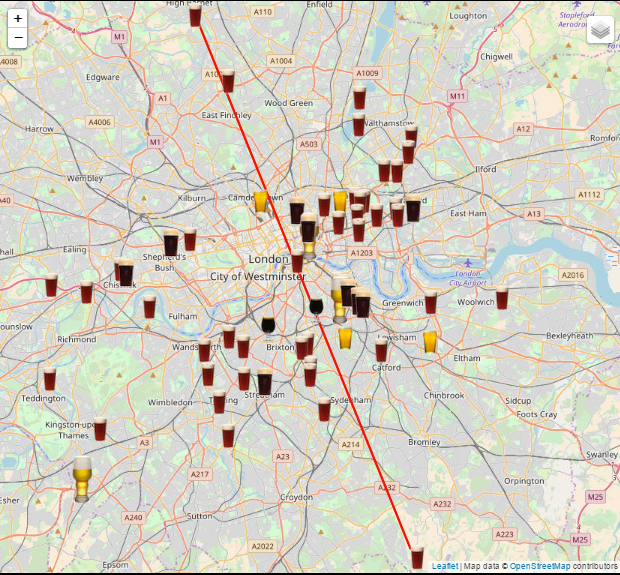 +
−
High Barnet
A110
Enfield
Loughton
Stapleford
Aerodrome
M1
A4008
A1004
Chigwell
Edgware
A1009
A1
Wood Green
M11
A4006
East Finchley
Walthamstow
A12
Romfor
Harrow
M1
A503
Ilford
Wembley
A40
Kilburn
Camden Town
A1112
East Ham
A13
Ealing
Shepherd's
Bush
London
A1203
City of Westminster
London
City Airport
A2016
Chiswick
Greenwich
Woolwich
Fulham
ounslow
Richmond
Wandsworth
Brixton
Lewisham
Bexleyheath
Eltham
Catford
Teddington
Wimbledon
Tooting
Streatham
Sydenham
Chinbrook
Sidcup
Foots Cray
Kingston-upon-
Thames
A3
A214
Bromley
A23
Swanley
A217
A232
Orpington
Esher
Croydon
M25
A240
Sutton
A232
A223
M25
A2022
Epsom
Leaflet | Map data © OpenStreetMap contributors